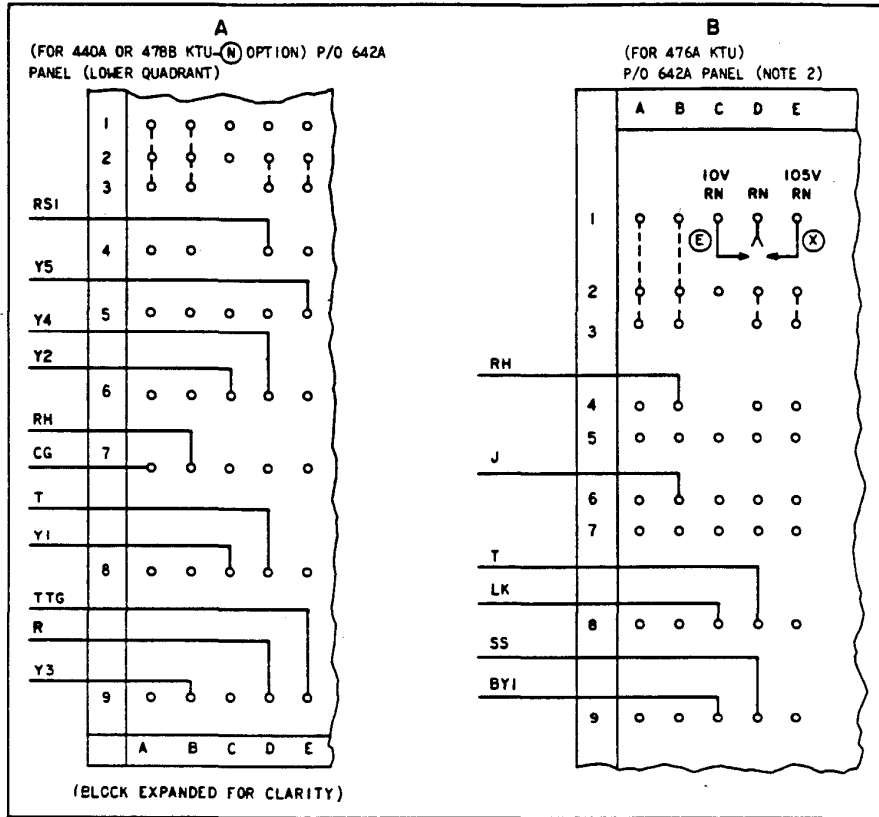 A
(FOR 440A OR 478B KTU-Ⓝ OPTION) P/O 642A
PANEL (LOWER QUADRANT)
1
2
3
RS1
4
Y5
5
Y4
Y2
6
RH
CG
7
T
Y1
8
TTG
R
Y3
9
A B C D E
(BLOCK EXPANDED FOR CLARITY)
B
(FOR 476A KTU)
P/O 642A PANEL (NOTE 2)
A B C D E
10V RN
RN
105V RN
1
Ⓔ
Ⓧ
2
3
RH
4
5
J
6
7
T
LK
8
SS
BY1
9